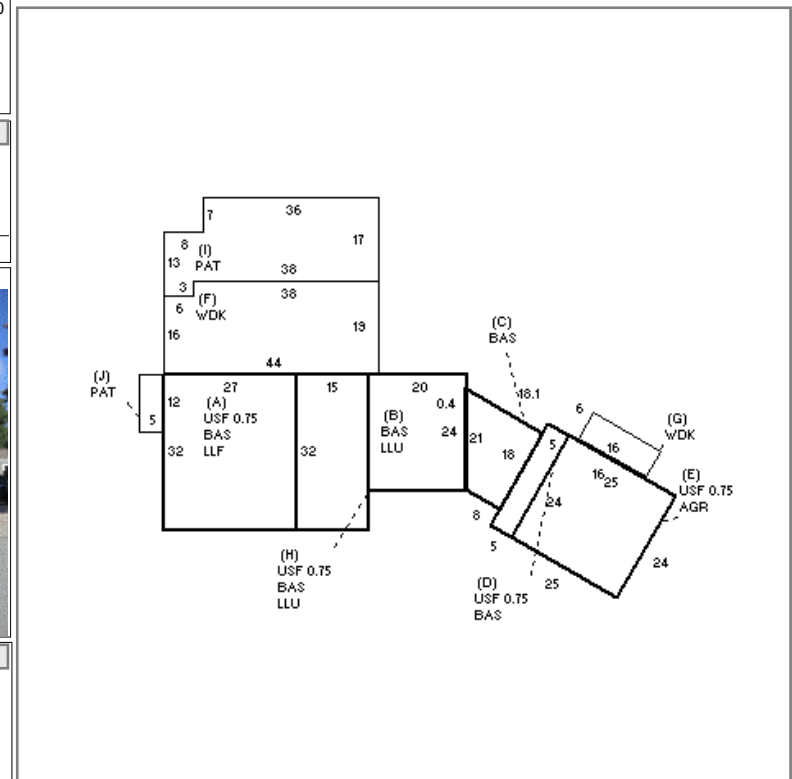 36
7
17
8
(I)
PAT
13
38
3
38
(F)
WDK
6
16
19
44
(J)
PAT
5
27
15
20
12
(A)
USF 0.75
BAS
LLF
32
32
0.4
(B)
BAS
LLU
24
21
(C)
BAS
18.1
18
8
6
(G)
WDK
16
16
25
5
24
(E)
USF 0.75
AGR
24
5
25
(D)
USF 0.75
BAS
(H)
USF 0.75
BAS
LLU